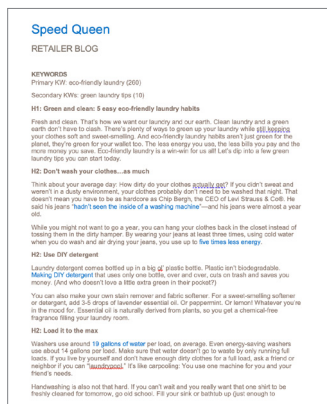 Speed Queen
RETAILER BLOG
KEYWORDS
Primary KW: eco-friendly laundry (260)
Secondary KWs: green laundry tips (10)
H1: Green and clean: 5 easy eco-friendly laundry habits
Fresh and clean. That's how we want our laundry and our earth. Clean laundry and a green
earth don't have to clash. There's plenty of ways to green up your laundry while still keeping
your clothes soft and sweet-smelling. And eco-friendly laundry habits aren't just green for the
planet, they're green for your wallet too. The less energy you use, the less bills you pay and the
more money you save. Eco-friendly laundry is a win-win for us all! Let's dig into a few green
laundry tips you can start today.
H2: Don't wash your clothes…as much
Think about your average day: How dirty do your clothes actually get? If you didn't sweat and
weren't in a dusty environment, your clothes probably don't need to be washed that night. That
doesn't mean you have to be as hardcore as Chip Bergh, the CEO of Levi Strauss & Co®. He
said his jeans "hadn't seen the inside of a washing machine"—and his jeans were almost a year
old.
While you might not want to go a year, you can hang your clothes back in the closet instead of
tossing them in the dirty hamper. By wearing your jeans at least three times, using cold water
when you do wash and air drying your jeans, you use up to five times less energy.
H2: Use DIY detergent
Laundry detergent comes bottled up in a big ol' plastic bottle. Plastic isn't biodegradable.
Making DIY detergent that uses only one bottle, over and over, cuts on trash and saves you
money. (And who doesn't love a little extra green in their pocket?)
You can also make your own stain remover and fabric softener. For a sweet-smelling softener
or detergent, add 3-5 drops of lavender essential oil. Or peppermint. Or lemon! Whatever you're
in the mood for. Essential oil is naturally derived from plants, so you get a chemical-free
fragrance filling your laundry room.
H2: Load it to the max
Washers use around 19 gallons of water per load, on average. Energy-efficient washers
use about 14 gallons per load. Make sure that water doesn't go to waste by only running full
loads. If you live by yourself and don't have enough dirty clothes for a full load, ask a friend or
neighbor if you can "laundrypool." It's like carpooling: You use one machine for you and your
friend's needs.
Handwashing is also not that hard. If you can't wait and you really want that one shirt to be
freshly cleaned for tomorrow, go old school. Fill your sink or bathtub up (just enough to